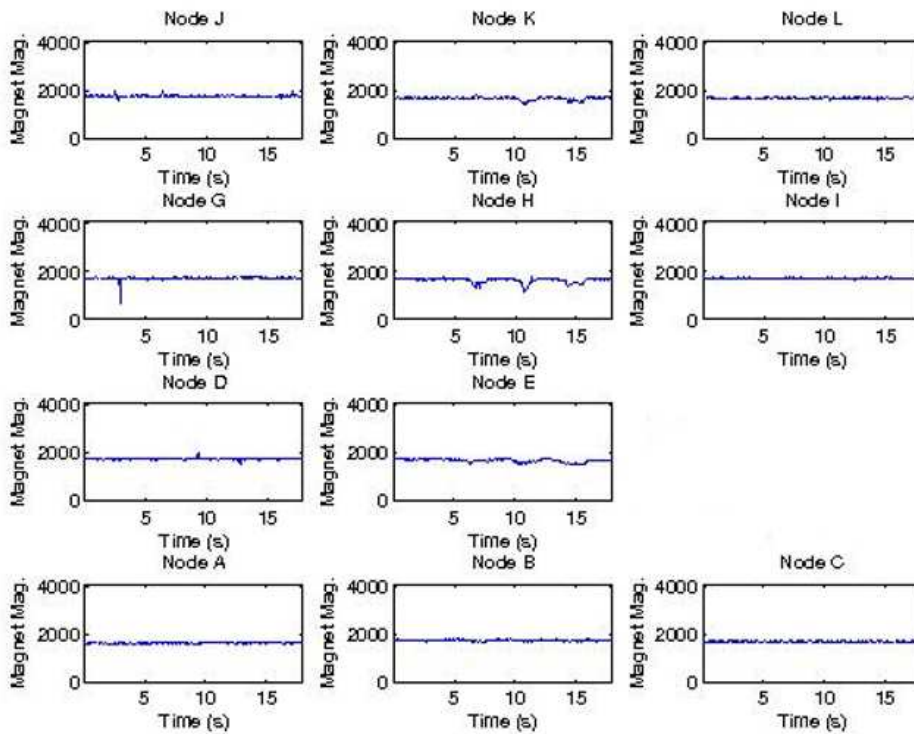 Node J Node K Node L
Magnet Mag. 4000 2000 0 Magnet Mag. 4000 2000 0 Magnet Mag. 4000 2000 0
5 10 15 5 10 15 5 10 15
Time (s) Time (s) Time (s)
Node G Node H Node I
Magnet Mag. 4000 2000 0 Magnet Mag. 4000 2000 0 Magnet Mag. 4000 2000 0
5 10 15 5 10 15 5 10 15
Time (s) Time (s) Time (s)
Node D Node E
Magnet Mag. 4000 2000 0 Magnet Mag. 4000 2000 0
5 10 15 5 10 15
Time (s) Time (s)
Node A Node B Node C
Magnet Mag. 4000 2000 0 Magnet Mag. 4000 2000 0 Magnet Mag. 4000 2000 0
5 10 15 5 10 15 5 10 15
Time (s) Time (s) Time (s)